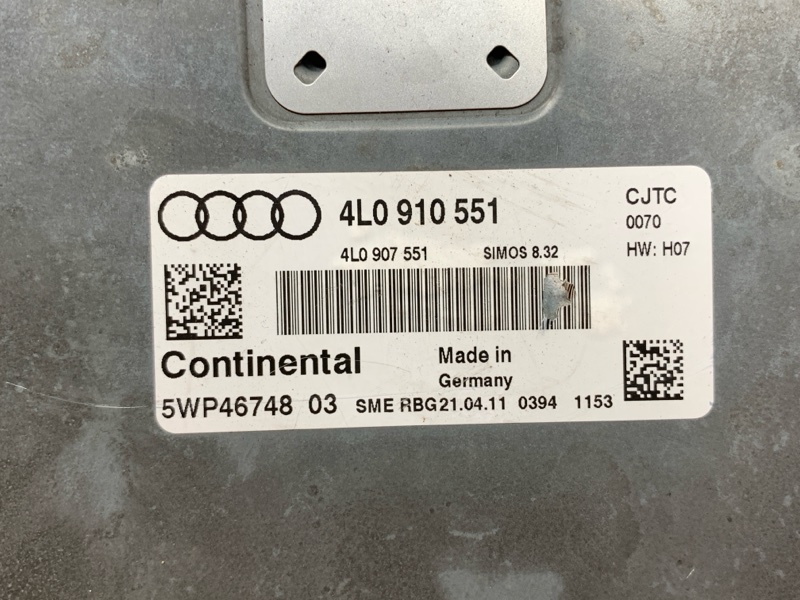 4L0 910 551
CJTC
0070
4L0 907 551 SIMOS 8.32 HW: H07
Continental Made in
Germany
5WP46748 03 SME RBG21.04.11 0394 1153